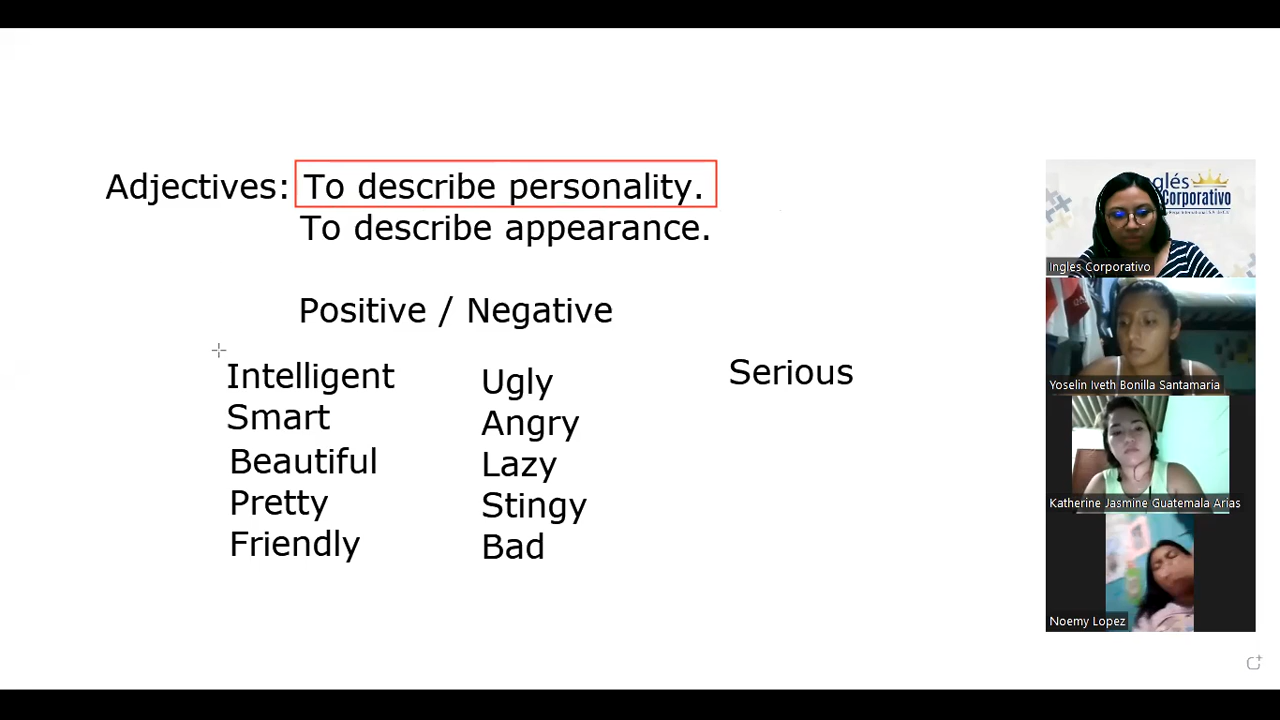 Adjectives: To describe personality.
To describe appearance.
Positive / Negative
Intelligent
Smart
Beautiful
Pretty
Friendly
Ugly
Angry
Lazy
Stingy
Bad
Serious
Inglés
Corporativo
Ingles Corporativo
Yoselin Iveth Bonilla Santamaria
Katherine Jasmine Guatemala Arias
Noemy Lopez